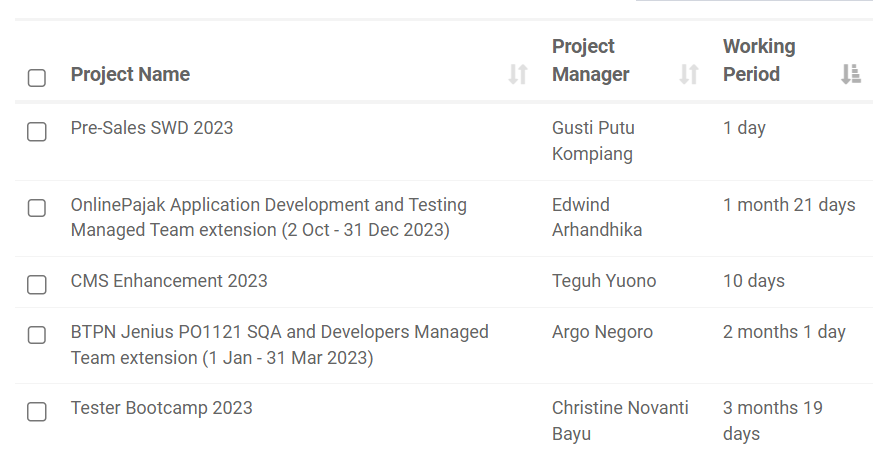 Project Name
Project
Manager
Working
Period
Pre-Sales SWD 2023
Gusti Putu
Kompiang
1 day
OnlinePajak Application Development and Testing
Managed Team extension (2 Oct - 31 Dec 2023)
Edwind
Arhandhika
1 month 21 days
CMS Enhancement 2023
Teguh Yuono
10 days
BTPN Jenius PO1121 SQA and Developers Managed
Team extension (1 Jan - 31 Mar 2023)
Argo Negoro
2 months 1 day
Tester Bootcamp 2023
Christine Novanti
Bayu
3 months 19
days